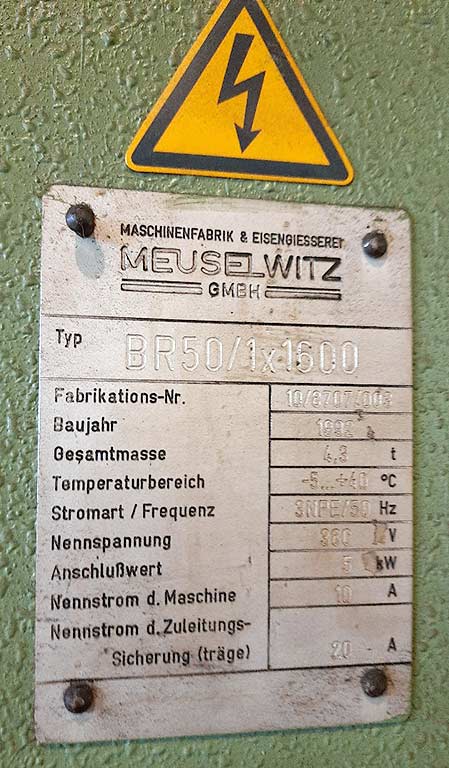 MASCHINENFABRIK & EISENGIESSEREI
MEUSELWITZ
GMBH
Typ BR50/1x1600
Fabrikations-Nr.
Baujahr
Gesamtmasse 4,3 t
Temperaturbereich -5...+40 °C
Stromart / Frequenz 3NPE/50 Hz
Nennspannung 380 V
Anschlußwert 5 kW
Nennstrom d. Maschine 10 A
Nennstrom d. Zuleitungs-
Sicherung (träge) 20 A